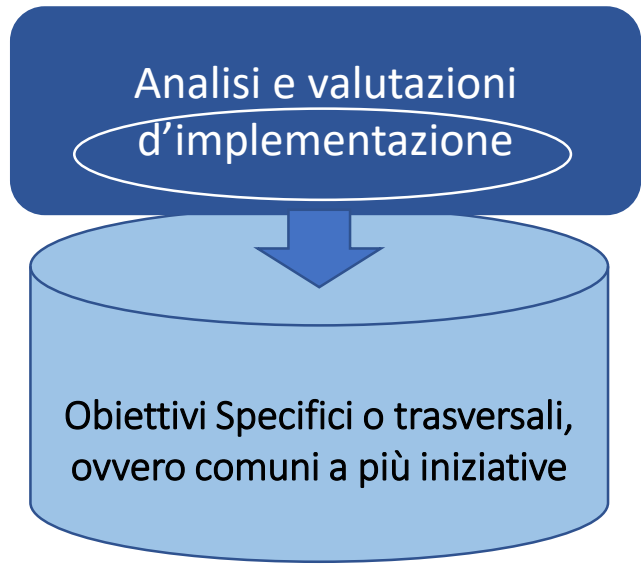 Analisi e valutazioni
d’implementazione
Obiettivi Specifici o trasversali,
ovvero comuni a più iniziative